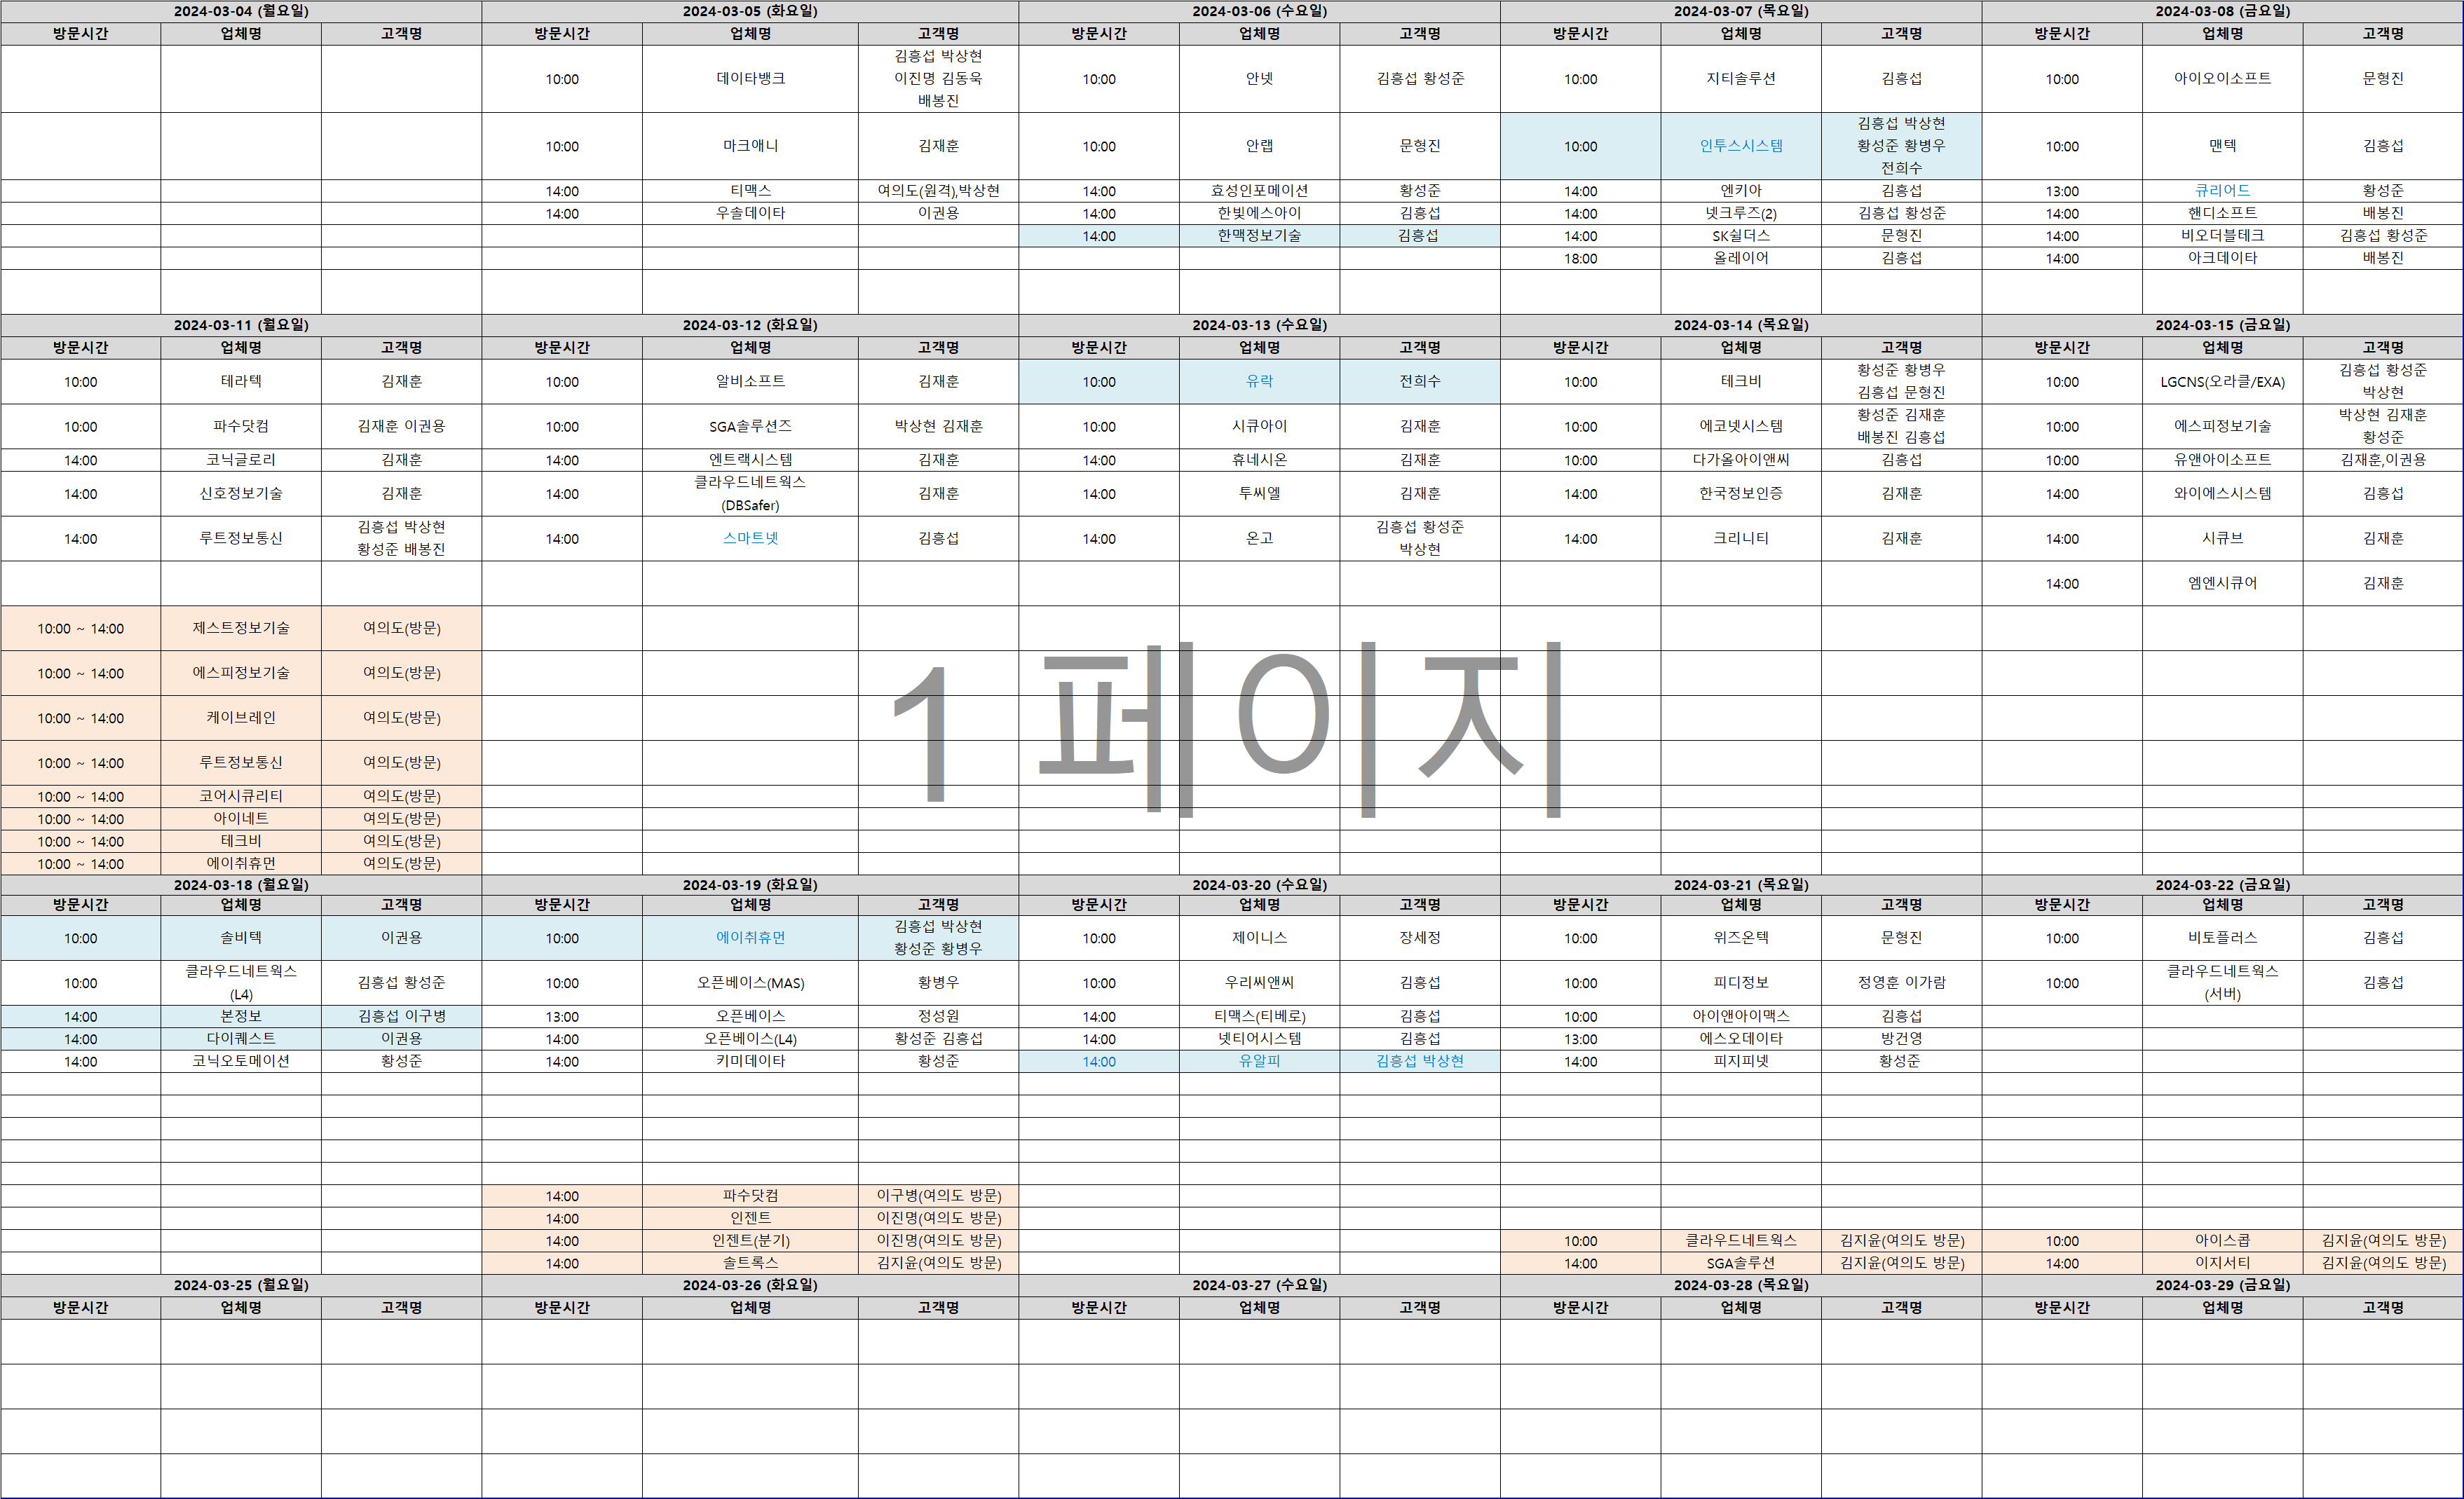 2024-03-04 (월요일) 2024-03-05 (화요일) 2024-03-06 (수요일) 2024-03-07 (목요일) 2024-03-08 (금요일)
방문시간 업체명 고객명 방문시간 업체명 고객명 방문시간 업체명 고객명 방문시간 업체명 고객명 방문시간 업체명 고객명
10:00 데이타뱅크 김흥섭 박상현 이진명 김동욱 배봉진 10:00 안넷 김흥섭 황성준 10:00 지티솔루션 김흥섭 10:00 아이오이소프트 문형진
10:00 마크애니 김재훈 10:00 안랩 문형진 10:00 인투스시스템 김흥섭 박상현 황성준 황병우 전희수 10:00 맨텍 김흥섭
14:00 티맥스 여의도(원격),박상현 14:00 효성인포메이션 황성준 14:00 엔키아 김흥섭 13:00 큐리어드 황성준
14:00 우솔데이타 이권용 14:00 한빛에스아이 김흥섭 14:00 넷크루즈(2) 김흥섭 황성준 14:00 핸디소프트 배봉진
14:00 한맥정보기술 김흥섭 14:00 SK쉴더스 문형진 14:00 비오더블테크 김흥섭 황성준
18:00 올레이어 김흥섭 14:00 아크데이타 배봉진
2024-03-11 (월요일) 2024-03-12 (화요일) 2024-03-13 (수요일) 2024-03-14 (목요일) 2024-03-15 (금요일)
방문시간 업체명 고객명 방문시간 업체명 고객명 방문시간 업체명 고객명 방문시간 업체명 고객명 방문시간 업체명 고객명
10:00 테라텍 김재훈 10:00 알비소프트 김재훈 10:00 유락 전희수 10:00 테크비 황성준 황병우 김흥섭 문형진 10:00 LGCNS(오라클/EXA) 김흥섭 황성준 박상현
10:00 파수닷컴 김재훈 이권용 10:00 SGA솔루션즈 박상현 김재훈 10:00 시큐아이 김재훈 10:00 에코넷시스템 황성준 김재훈 배봉진 김흥섭 10:00 에스피정보기술 박상현 김재훈 황성준
14:00 코닉글로리 김재훈 14:00 엔트랙시스템 김재훈 14:00 휴네시온 김재훈 10:00 다가올아이앤씨 김흥섭 10:00 유앤아이소프트 김재훈,이권용
14:00 신호정보기술 김재훈 14:00 클라우드네트웍스 (DBSafer) 김재훈 14:00 투씨엘 김재훈 14:00 한국정보인증 김재훈 14:00 와이에스시스템 김흥섭
14:00 루트정보통신 김흥섭 박상현 황성준 배봉진 14:00 스마트넷 김흥섭 14:00 온고 김흥섭 황성준 박상현 14:00 크리니티 김재훈 14:00 시큐브 김재훈
14:00 엠엔시큐어 김재훈
10:00 ~ 14:00 제스트정보기술 여의도(방문)
10:00 ~ 14:00 에스피정보기술 여의도(방문)
10:00 ~ 14:00 케이브레인 여의도(방문)
1 페이지
10:00 ~ 14:00 루트정보통신 여의도(방문)
10:00 ~ 14:00 코어시큐리티 여의도(방문)
10:00 ~ 14:00 아이네트 여의도(방문)
10:00 ~ 14:00 테크비 여의도(방문)
10:00 ~ 14:00 에이취휴먼 여의도(방문)
2024-03-18 (월요일) 2024-03-19 (화요일) 2024-03-20 (수요일) 2024-03-21 (목요일) 2024-03-22 (금요일)
방문시간 업체명 고객명 방문시간 업체명 고객명 방문시간 업체명 고객명 방문시간 업체명 고객명 방문시간 업체명 고객명
10:00 솔비텍 이권용 10:00 에이취휴먼 김흥섭 박상현 황성준 황병우 10:00 제이니스 장세정 10:00 위즈온텍 문형진 10:00 비토플러스 김흥섭
10:00 클라우드네트웍스 (L4) 김흥섭 황성준 10:00 오픈베이스(MAS) 황병우 10:00 우리씨앤씨 김흥섭 10:00 피디정보 정영훈 이가람 10:00 클라우드네트웍스 (서버) 김흥섭
14:00 본정보 김흥섭 이구병 13:00 오픈베이스 정성원 14:00 티맥스(티베로) 김흥섭 10:00 아이앤아이맥스 김흥섭
14:00 다이퀘스트 이권용 14:00 오픈베이스(L4) 황성준 김흥섭 14:00 넷티어시스템 김흥섭 13:00 에스오데이타 방건영
14:00 코닉오토메이션 황성준 14:00 키미데이타 황성준 14:00 유알피 김흥섭 박상현 14:00 피지피넷 황성준
14:00 파수닷컴 이구병(여의도 방문)
14:00 인젠트 이진명(여의도 방문)
14:00 인젠트(분기) 이진명(여의도 방문) 10:00 클라우드네트웍스 김지윤(여의도 방문) 10:00 아이스콥 김지윤(여의도 방문)
14:00 솔트록스 김지윤(여의도 방문) 14:00 SGA솔루션 김지윤(여의도 방문) 14:00 이지서티 김지윤(여의도 방문)
2024-03-25 (월요일) 2024-03-26 (화요일) 2024-03-27 (수요일) 2024-03-28 (목요일) 2024-03-29 (금요일)
방문시간 업체명 고객명 방문시간 업체명 고객명 방문시간 업체명 고객명 방문시간 업체명 고객명 방문시간 업체명 고객명